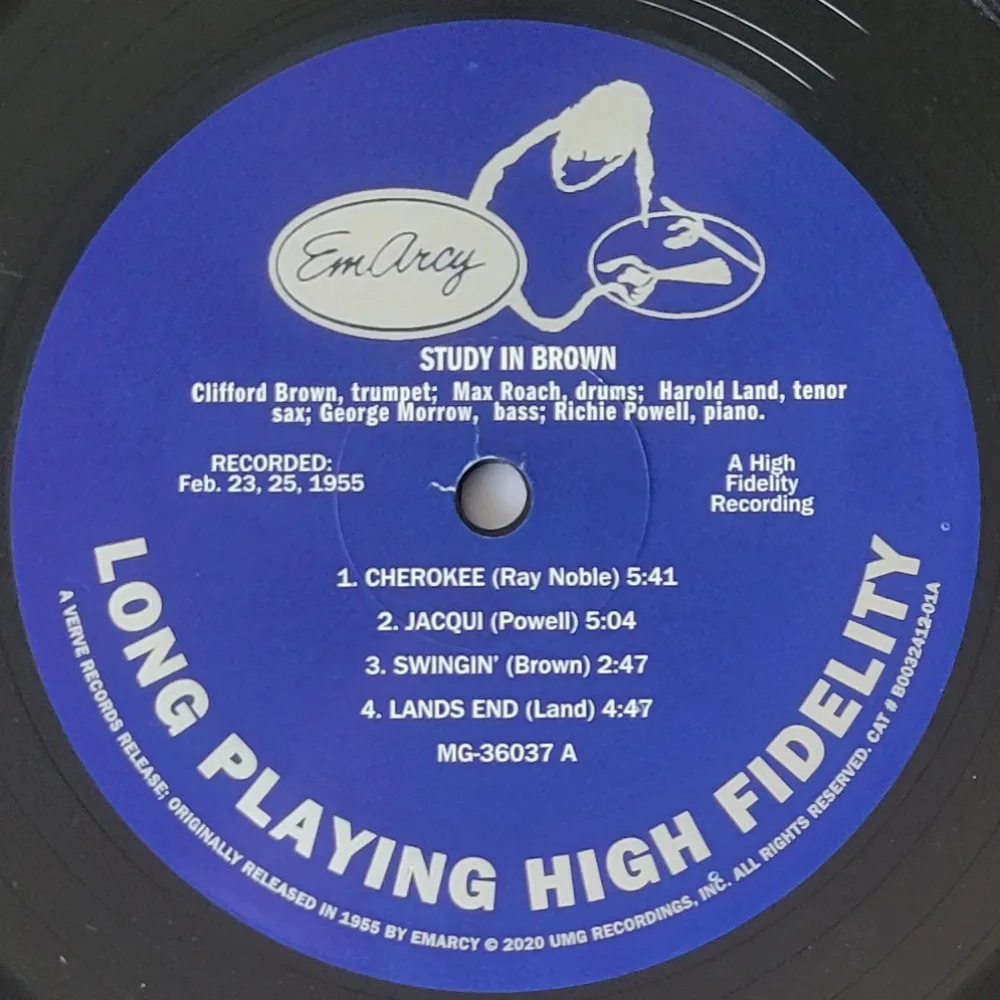 EmArcy
STUDY IN BROWN
Clifford Brown, trumpet; Max Roach, drums; Harold Land, tenor
sax; George Morrow, bass; Richie Powell, piano.
RECORDED:
Feb. 23, 25, 1955
A High
Fidelity
Recording
1. CHEROKEE (Ray Noble) 5:41
2. JACQUI (Powell) 5:04
3. SWINGIN’ (Brown) 2:47
4. LANDS END (Land) 4:47
MG-36037 A
LONG PLAYING HIGH FIDELITY
A VERVE RECORDS RELEASE; ORIGINALLY RELEASED IN 1955 BY EMARCY © 2020 UMG RECORDINGS, INC. ALL RIGHTS RESERVED. CAT # B0032412-01A